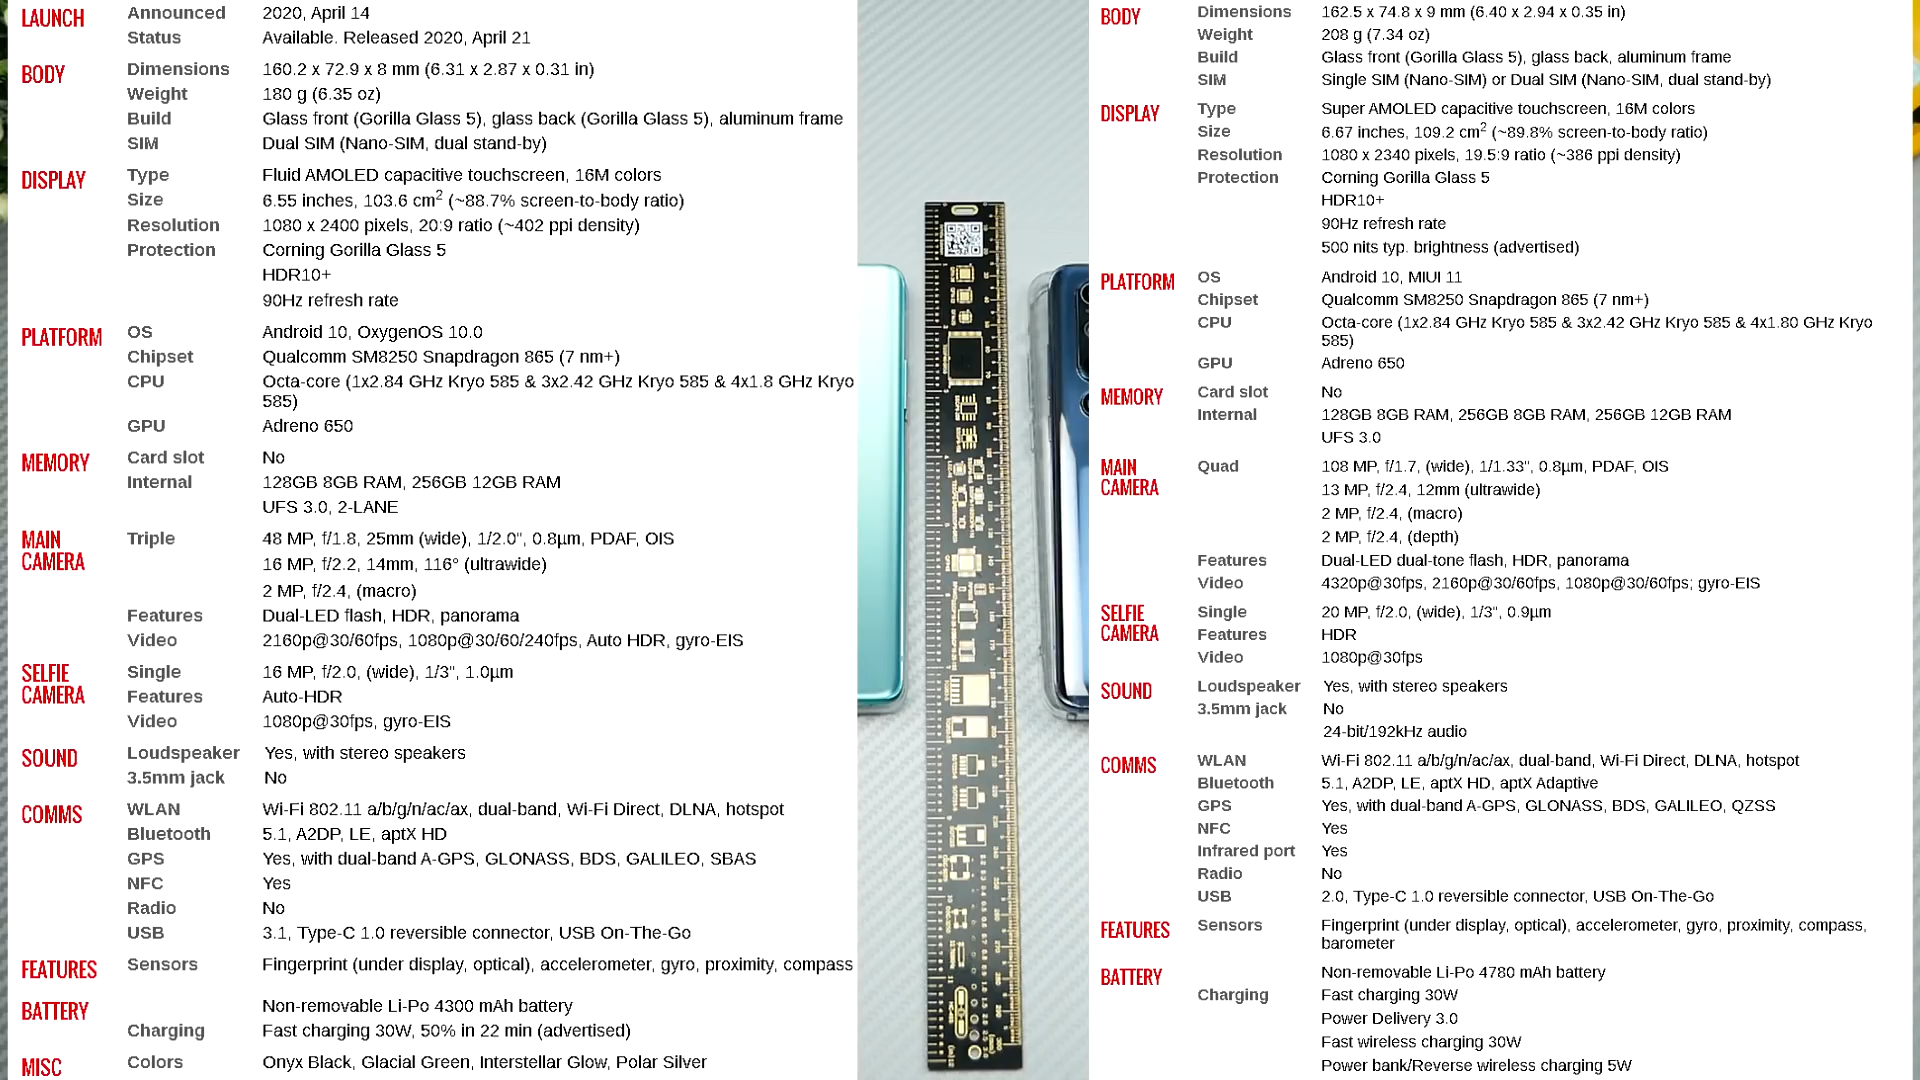 LAUNCH Announced 2020, April 14
Status Available. Released 2020, April 21
BODY Dimensions 160.2 x 72.9 x 8 mm (6.31 x 2.87 x 0.31 in)
Weight 180 g (6.35 oz)
Build Glass front (Gorilla Glass 5), glass back (Gorilla Glass 5), aluminum frame
SIM Dual SIM (Nano-SIM, dual stand-by)
DISPLAY Type Fluid AMOLED capacitive touchscreen, 16M colors
Size 6.55 inches, 103.6 cm² (~88.7% screen-to-body ratio)
Resolution 1080 x 2400 pixels, 20:9 ratio (~402 ppi density)
Protection Corning Gorilla Glass 5
HDR10+
90Hz refresh rate
PLATFORM OS Android 10, OxygenOS 10.0
Chipset Qualcomm SM8250 Snapdragon 865 (7 nm+)
CPU Octa-core (1x2.84 GHz Kryo 585 & 3x2.42 GHz Kryo 585 & 4x1.8 GHz Kryo
585)
GPU Adreno 650
MEMORY Card slot No
Internal 128GB 8GB RAM, 256GB 12GB RAM
UFS 3.0, 2-LANE
MAIN CAMERA Triple 48 MP, f/1.8, 25mm (wide), 1/2.0", 0.8µm, PDAF, OIS
16 MP, f/2.2, 14mm, 116° (ultrawide)
2 MP, f/2.4, (macro)
Features Dual-LED flash, HDR, panorama
Video 2160p@30/60fps, 1080p@30/60/240fps, Auto HDR, gyro-EIS
SELFIE CAMERA Single 16 MP, f/2.0, (wide), 1/3", 1.0µm
Features Auto-HDR
Video 1080p@30fps, gyro-EIS
SOUND Loudspeaker Yes, with stereo speakers
3.5mm jack No
COMMS WLAN Wi-Fi 802.11 a/b/g/n/ac/ax, dual-band, Wi-Fi Direct, DLNA, hotspot
Bluetooth 5.1, A2DP, LE, aptX HD
GPS Yes, with dual-band A-GPS, GLONASS, BDS, GALILEO, SBAS
NFC Yes
Radio No
USB 3.1, Type-C 1.0 reversible connector, USB On-The-Go
FEATURES Sensors Fingerprint (under display, optical), accelerometer, gyro, proximity, compass
BATTERY Non-removable Li-Po 4300 mAh battery
Charging Fast charging 30W, 50% in 22 min (advertised)
MISC Colors Onyx Black, Glacial Green, Interstellar Glow, Polar Silver
BODY Dimensions 162.5 x 74.8 x 9 mm (6.40 x 2.94 x 0.35 in)
Weight 208 g (7.34 oz)
Build Glass front (Gorilla Glass 5), glass back, aluminum frame
SIM Single SIM (Nano-SIM) or Dual SIM (Nano-SIM, dual stand-by)
DISPLAY Type Super AMOLED capacitive touchscreen, 16M colors
Size 6.67 inches, 109.2 cm² (~89.8% screen-to-body ratio)
Resolution 1080 x 2340 pixels, 19.5:9 ratio (~386 ppi density)
Protection Corning Gorilla Glass 5
HDR10+
90Hz refresh rate
500 nits typ. brightness (advertised)
PLATFORM OS Android 10, MIUI 11
Chipset Qualcomm SM8250 Snapdragon 865 (7 nm+)
CPU Octa-core (1x2.84 GHz Kryo 585 & 3x2.42 GHz Kryo 585 & 4x1.80 GHz Kryo
585)
GPU Adreno 650
MEMORY Card slot No
Internal 128GB 8GB RAM, 256GB 8GB RAM, 256GB 12GB RAM
UFS 3.0
MAIN CAMERA Quad 108 MP, f/1.7, (wide), 1/1.33", 0.8µm, PDAF, OIS
13 MP, f/2.4, 12mm (ultrawide)
2 MP, f/2.4, (macro)
2 MP, f/2.4, (depth)
Features Dual-LED dual-tone flash, HDR, panorama
Video 4320p@30fps, 2160p@30/60fps, 1080p@30/60fps; gyro-EIS
SELFIE CAMERA Single 20 MP, f/2.0, (wide), 1/3", 0.9µm
Features HDR
Video 1080p@30fps
SOUND Loudspeaker Yes, with stereo speakers
3.5mm jack No
24-bit/192kHz audio
COMMS WLAN Wi-Fi 802.11 a/b/g/n/ac/ax, dual-band, Wi-Fi Direct, DLNA, hotspot
Bluetooth 5.1, A2DP, LE, aptX HD, aptX Adaptive
GPS Yes, with dual-band A-GPS, GLONASS, BDS, GALILEO, QZSS
NFC Yes
Infrared port Yes
Radio No
USB 2.0, Type-C 1.0 reversible connector, USB On-The-Go
FEATURES Sensors Fingerprint (under display, optical), accelerometer, gyro, proximity, compass,
barometer
BATTERY Non-removable Li-Po 4780 mAh battery
Charging Fast charging 30W
Power Delivery 3.0
Fast wireless charging 30W
Power bank/Reverse wireless charging 5W